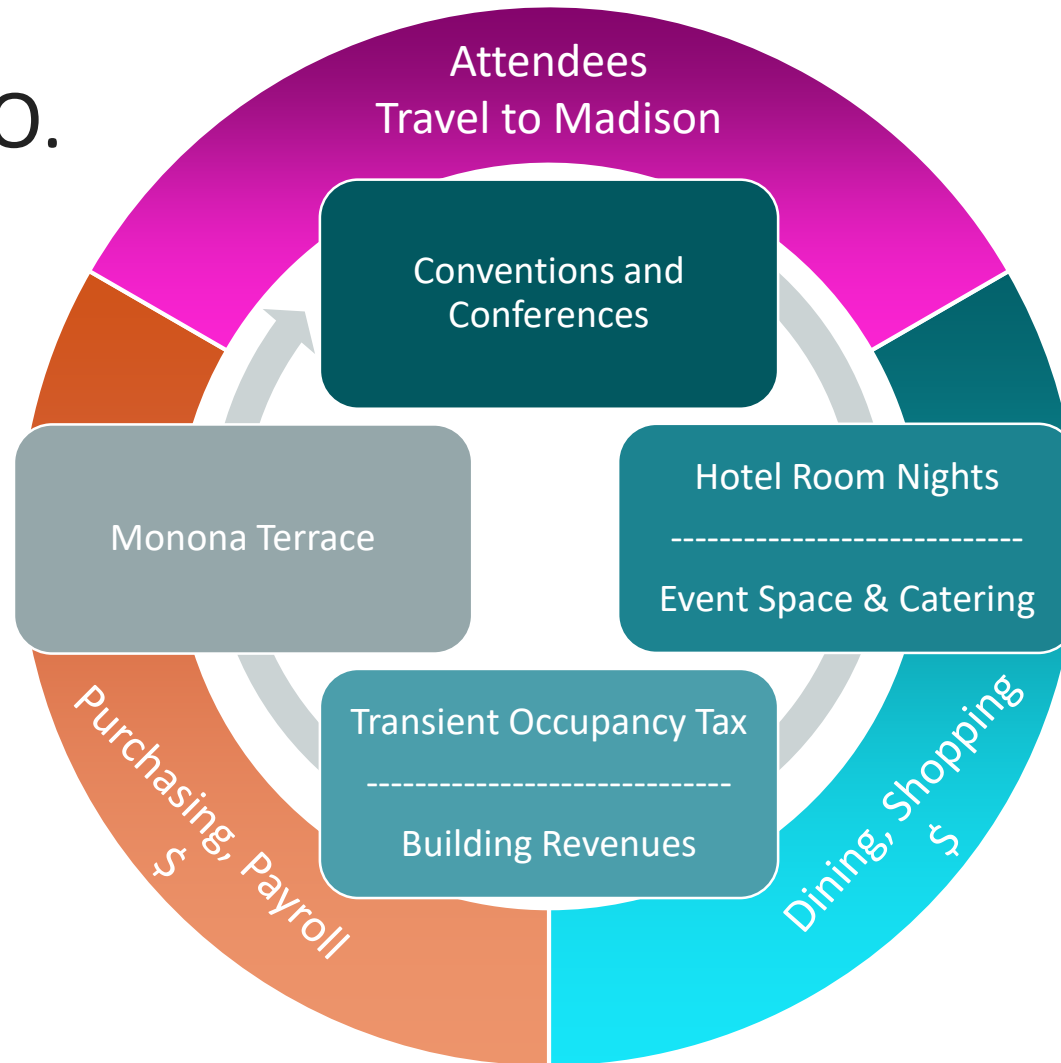 o.
Attendees
Travel to Madison
Conventions and
Conferences
Hotel Room Nights
-----------------------------
Event Space & Catering
Monona Terrace
Transient Occupancy Tax
------------------------------
Building Revenues
Purchasing, Payroll
$
Dining, Shopping
$